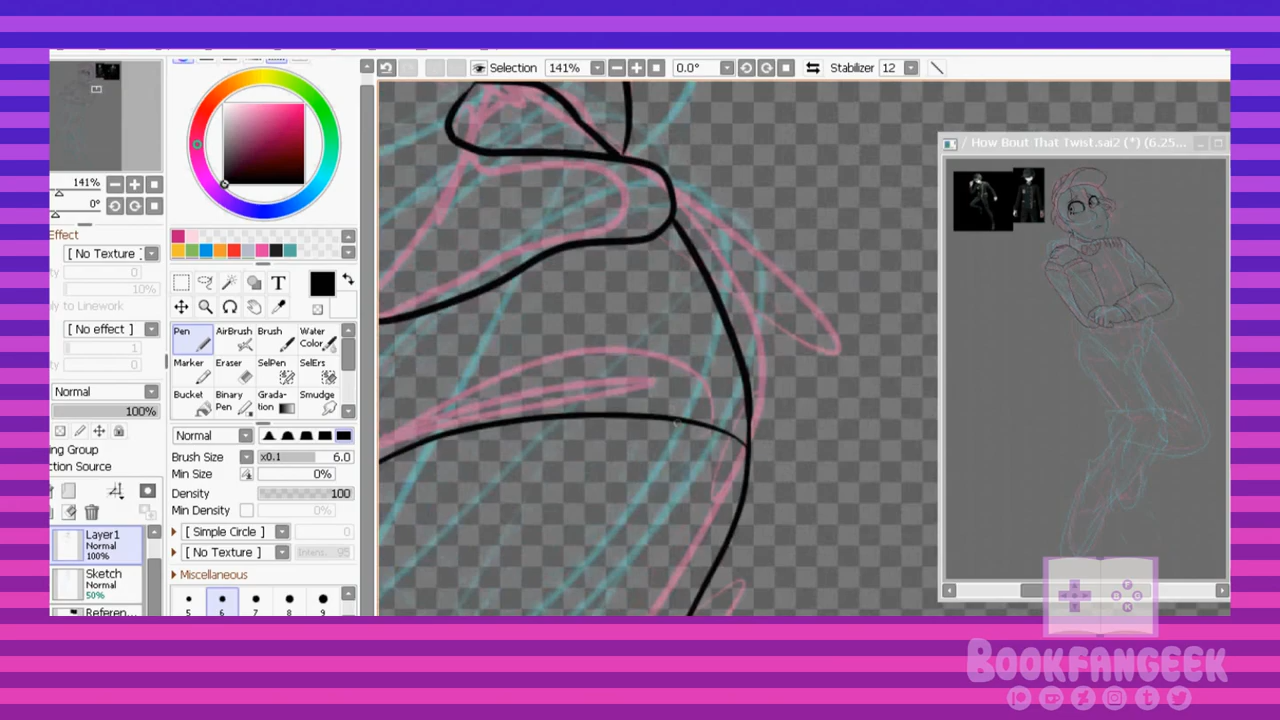 Selection 141% 0.0° Stabilizer 12
/ How Bout That Twist.sai2 (*) (6.25...
141%
0°
Effect
[ No Texture ]
0
10%
ly to Linework
[ No effect ]
1
0
Normal
100%
ng Group
ction Source
Layer1
Normal
100%
Sketch
Normal
50%
Referen
T
Pen AirBrush Brush Water Color
Marker Eraser SelPen SelErs
Bucket Binary Pen Grada-tion Smudge
Normal
Brush Size x0.1 6.0
Min Size 0%
Density 100
Min Density 0%
[ Simple Circle ] 0
[ No Texture ] Intens. 95
Miscellaneous
5 6 7 8 9
F
B G
K
BOOKFANGEEK